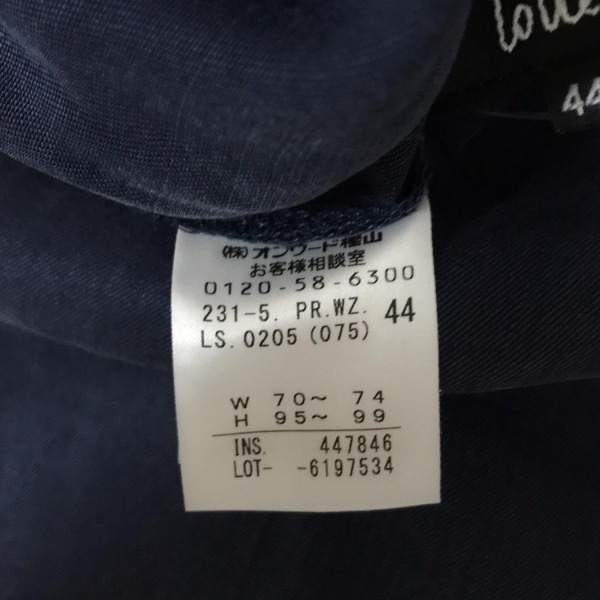 44
(株)オンワード樫山
お客様相談室
0120-58-6300
231-5. PR.WZ. 44
LS.0205(075)
W 70〜 74
H 95〜 99
INS. 447846
LOT- -6197534